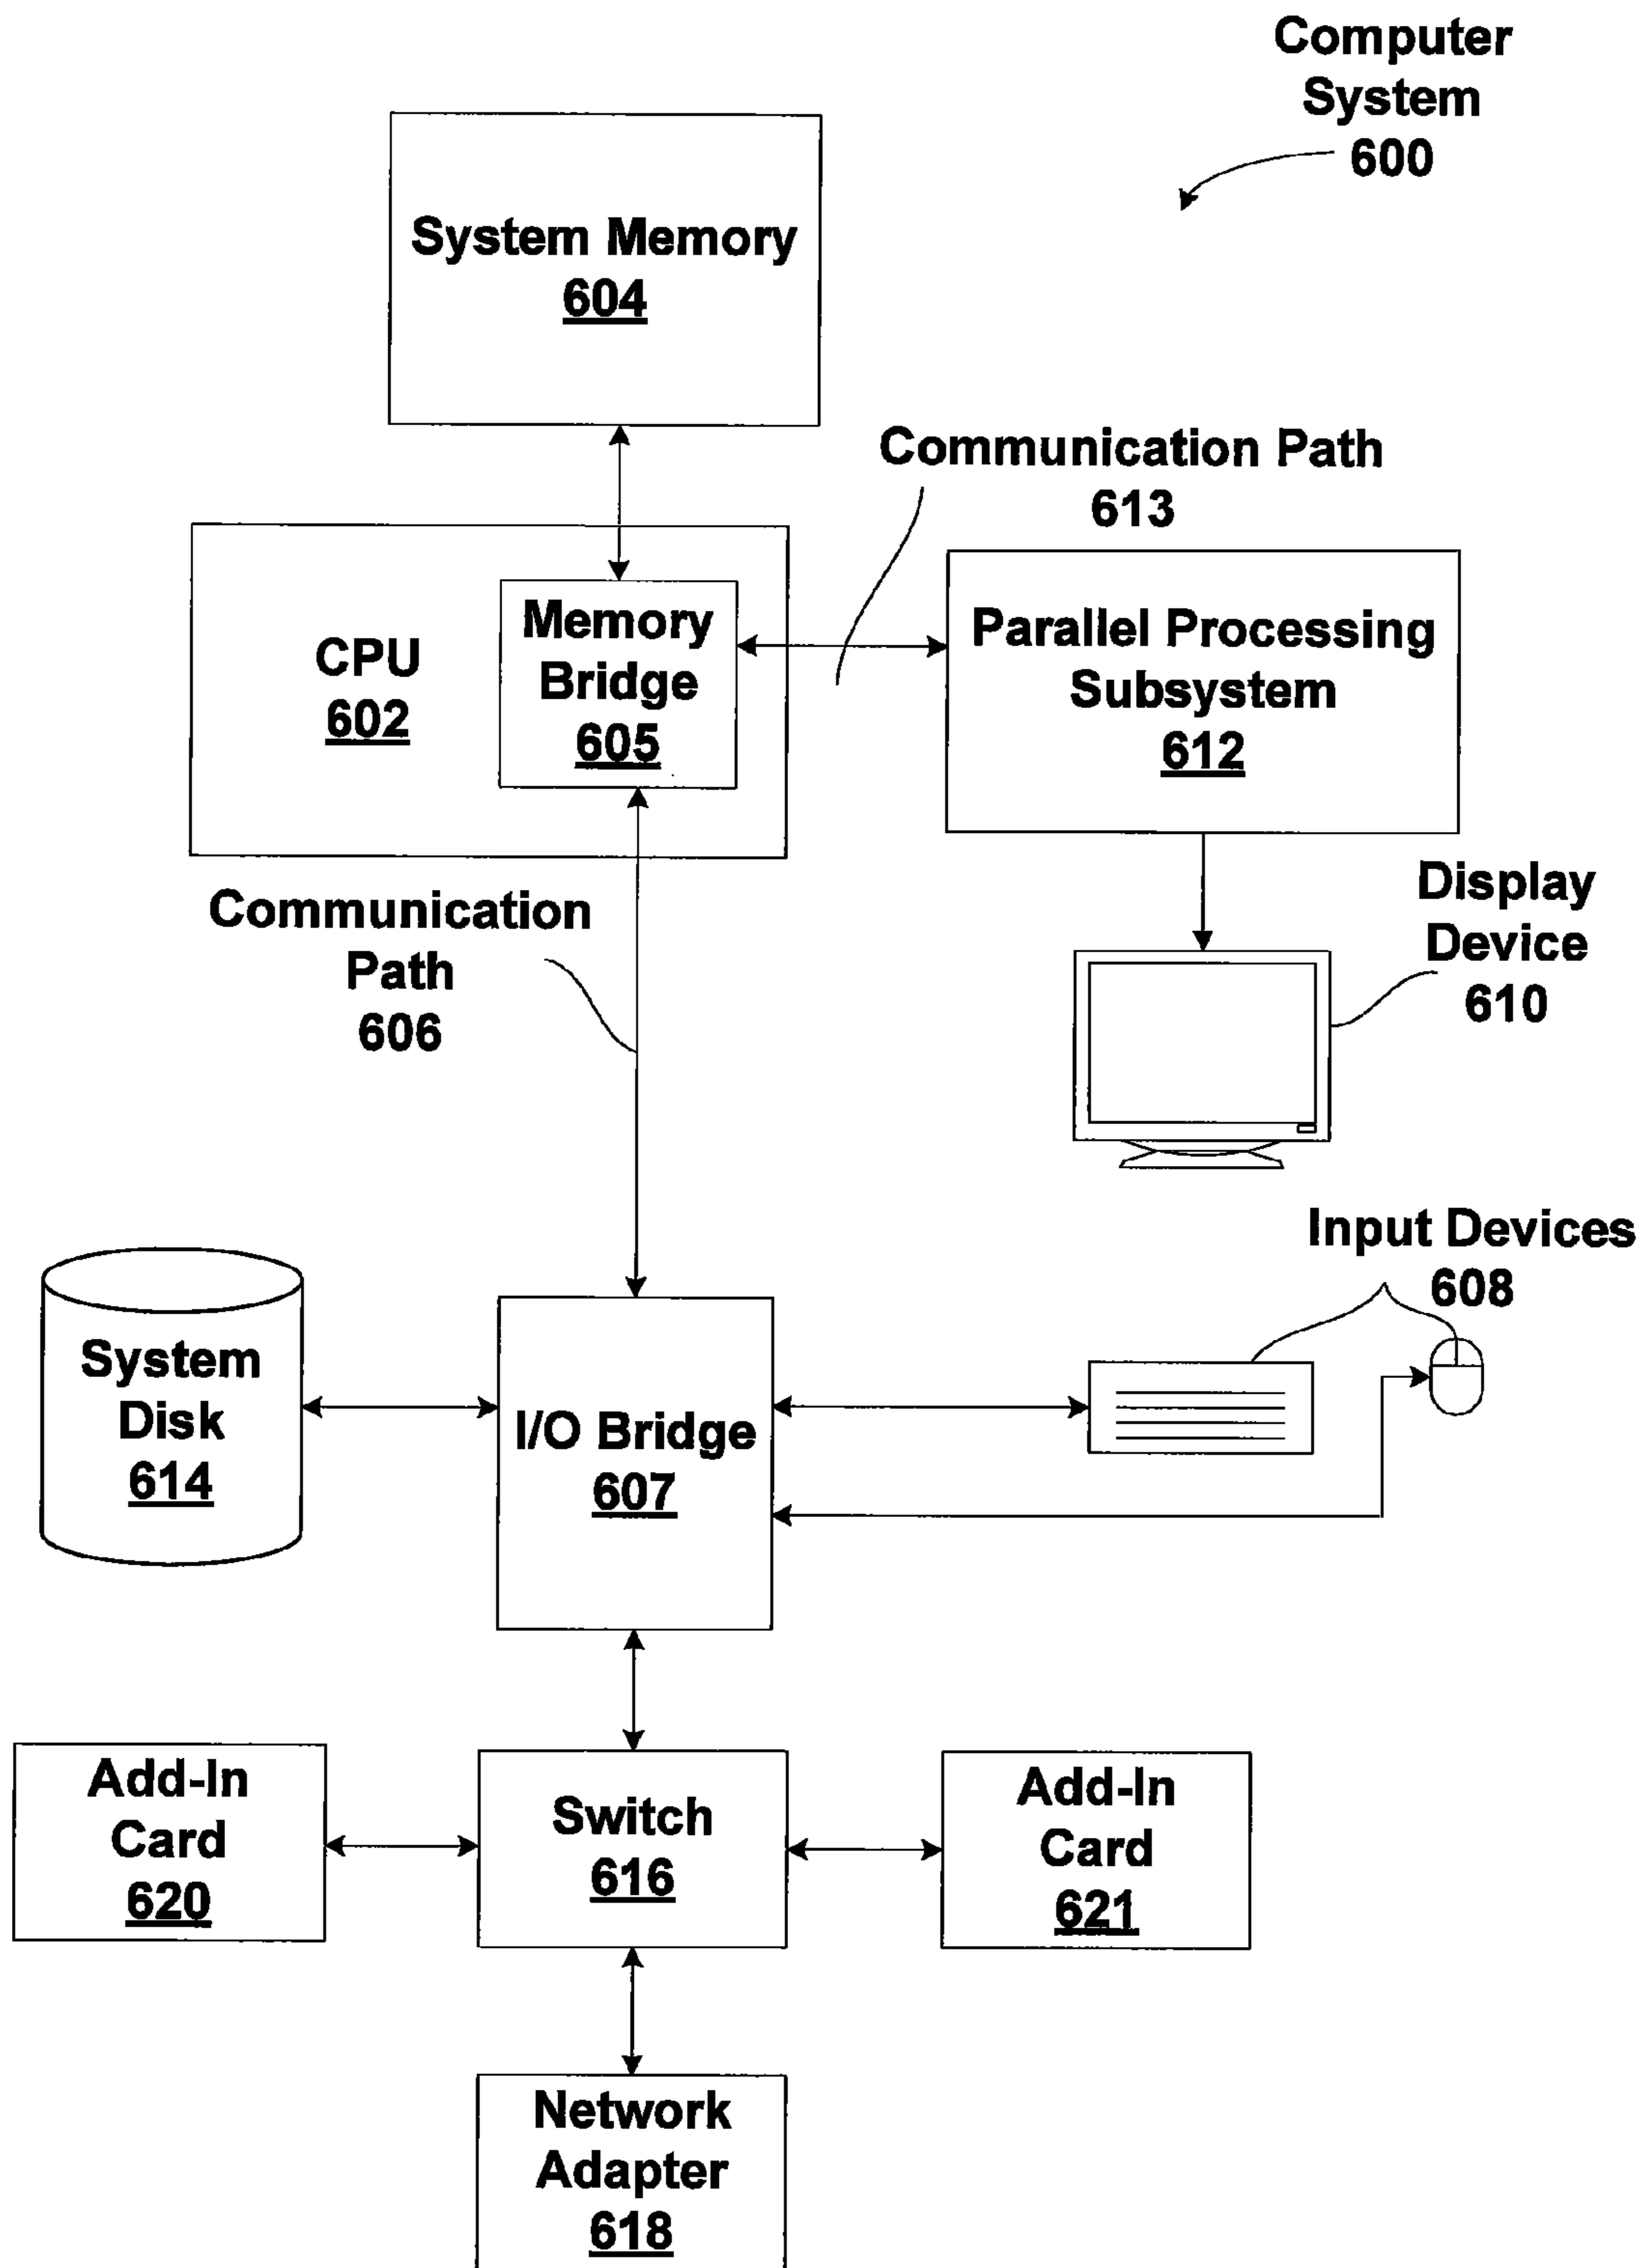 Computer
System
600
System Memory
604
Communication Path
613
CPU
602
Memory
Bridge
605
Parallel Processing
Subsystem
612
Communication
Path
606
Display
Device
610
Input Devices
608
System
Disk
614
I/O Bridge
607
Add-In
Card
620
Switch
616
Add-In
Card
621
Network
Adapter
618